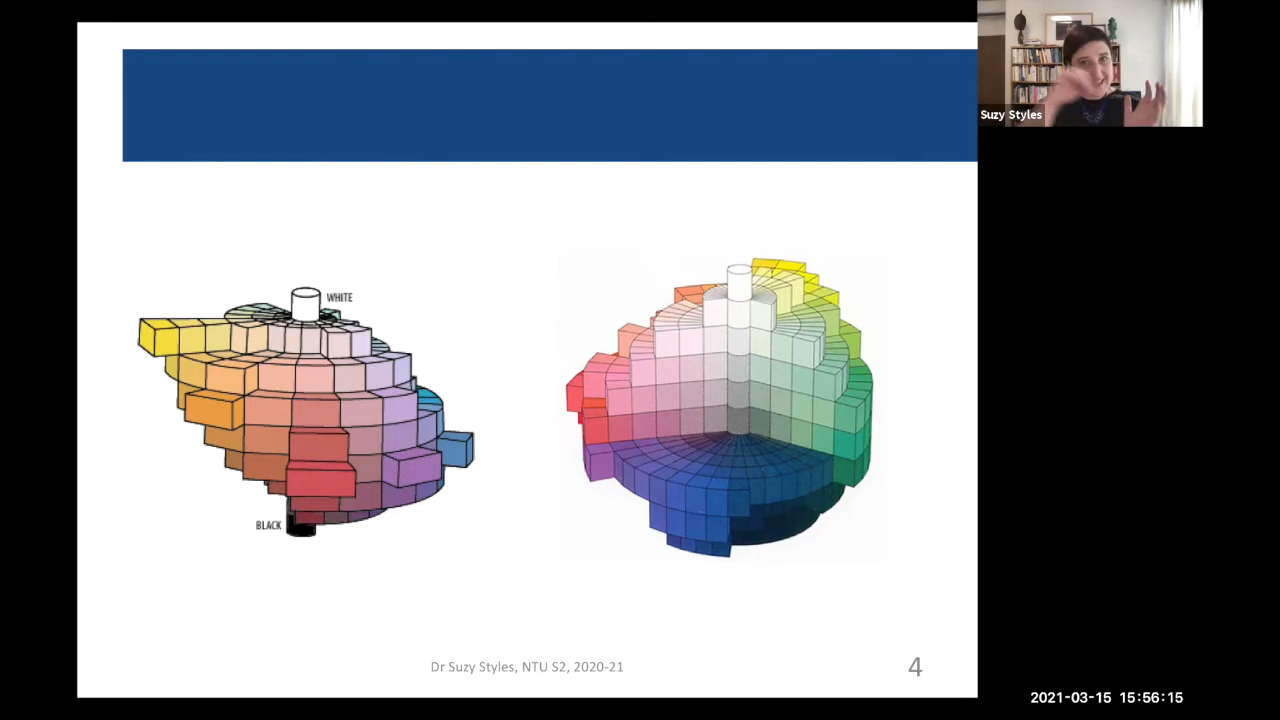 Suzy Styles
WHITE
BLACK
Dr Suzy Styles, NTU S2, 2020-21
4
2021-03-15 15:56:15